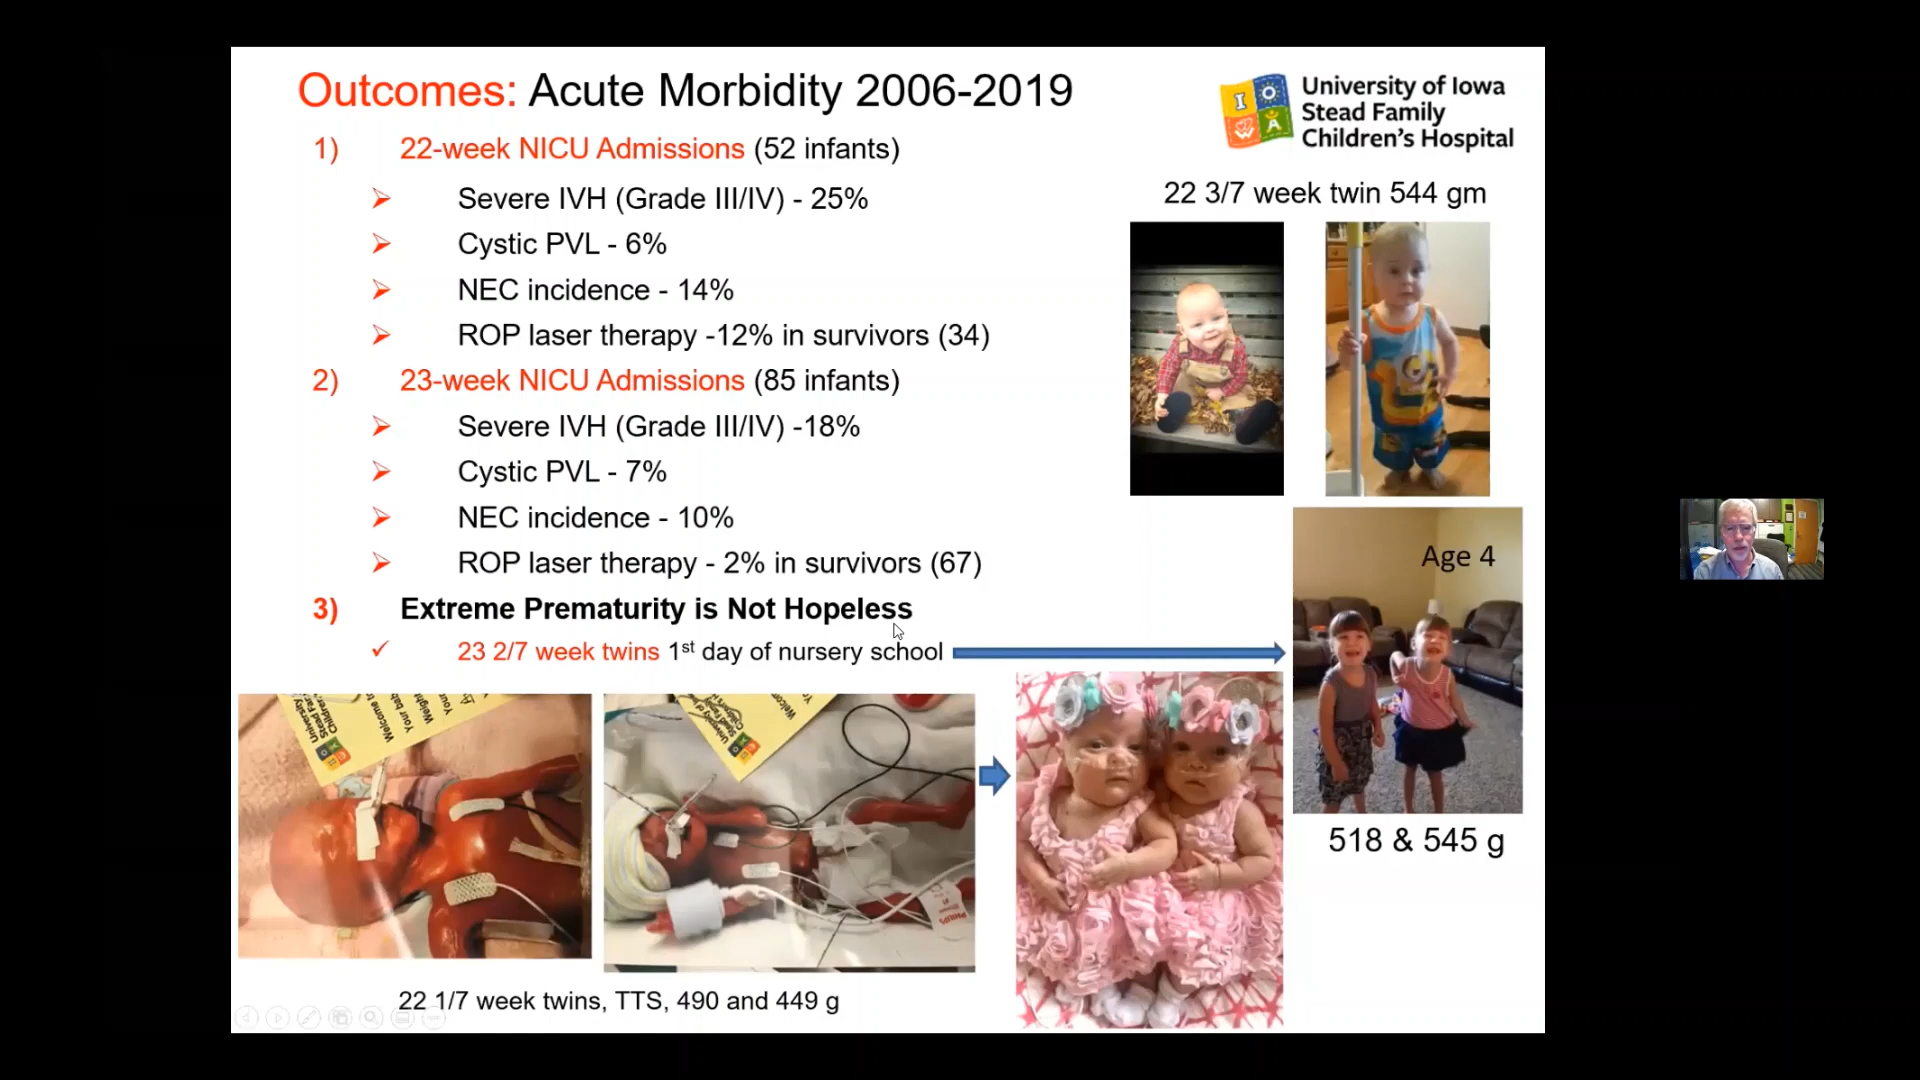 Outcomes: Acute Morbidity 2006-2019
University of Iowa
Stead Family
Children's Hospital
1) 22-week NICU Admissions (52 infants)
Severe IVH (Grade III/IV) - 25%
Cystic PVL - 6%
NEC incidence - 14%
ROP laser therapy -12% in survivors (34)
2) 23-week NICU Admissions (85 infants)
Severe IVH (Grade III/IV) -18%
Cystic PVL - 7%
NEC incidence - 10%
ROP laser therapy - 2% in survivors (67)
3) Extreme Prematurity is Not Hopeless
23 2/7 week twins 1st day of nursery school
22 3/7 week twin 544 gm
Age 4
518 & 545 g
22 1/7 week twins, TTS, 490 and 449 g
IOWA